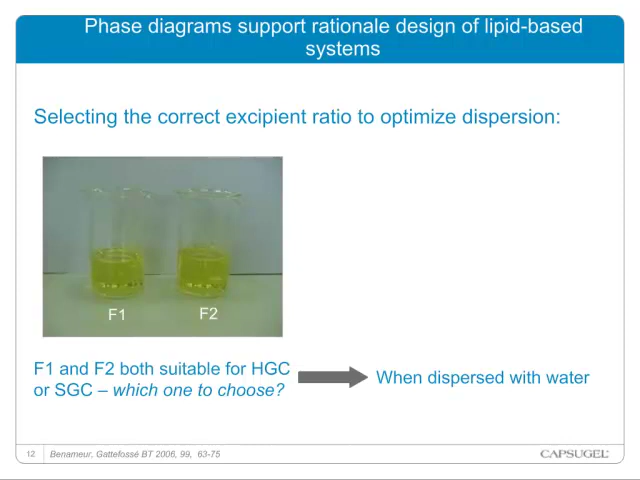 Phase diagrams support rationale design of lipid-based
systems
Selecting the correct excipient ratio to optimize dispersion:
F1
F2
F1 and F2 both suitable for HGC
or SGC – which one to choose?
When dispersed with water
12
Benameur, Gattefossé BT 2006, 99, 63-75
CAPSUGEL